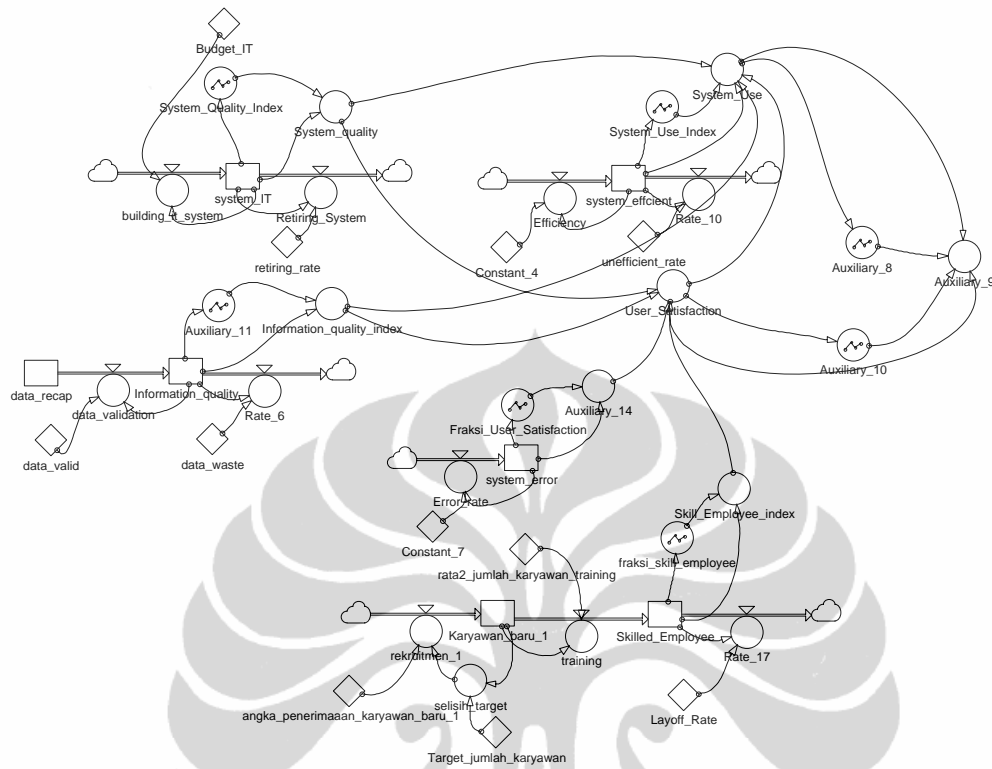 Budget_IT
System_Quality_Index
System_quality
system_IT
building_it_system
Retiring_System
retiring_rate
System_Use
System_Use_Index
system_effcient
Efficiency
Rate_10
Constant_4
unefficient_rate
Auxiliary_8
Auxiliary_9
User_Satisfaction
Auxiliary_10
Auxiliary_11
Information_quality_index
data_recap
Information_quality
data_validation
Rate_6
data_valid
data_waste
Auxiliary_14
Fraksi_User_Satisfaction
system_error
Error_rate
Constant_7
Skill_Employee_index
fraksi_skill_employee
rata2_jumlah_karyawan_training
Karyawan_baru_1
Skilled_Employee
rekruitmen_1
training
Rate_17
angka_penerimaaan_karyawan_baru_1
selisih_target
Layoff_Rate
Target_jumlah_karyawan